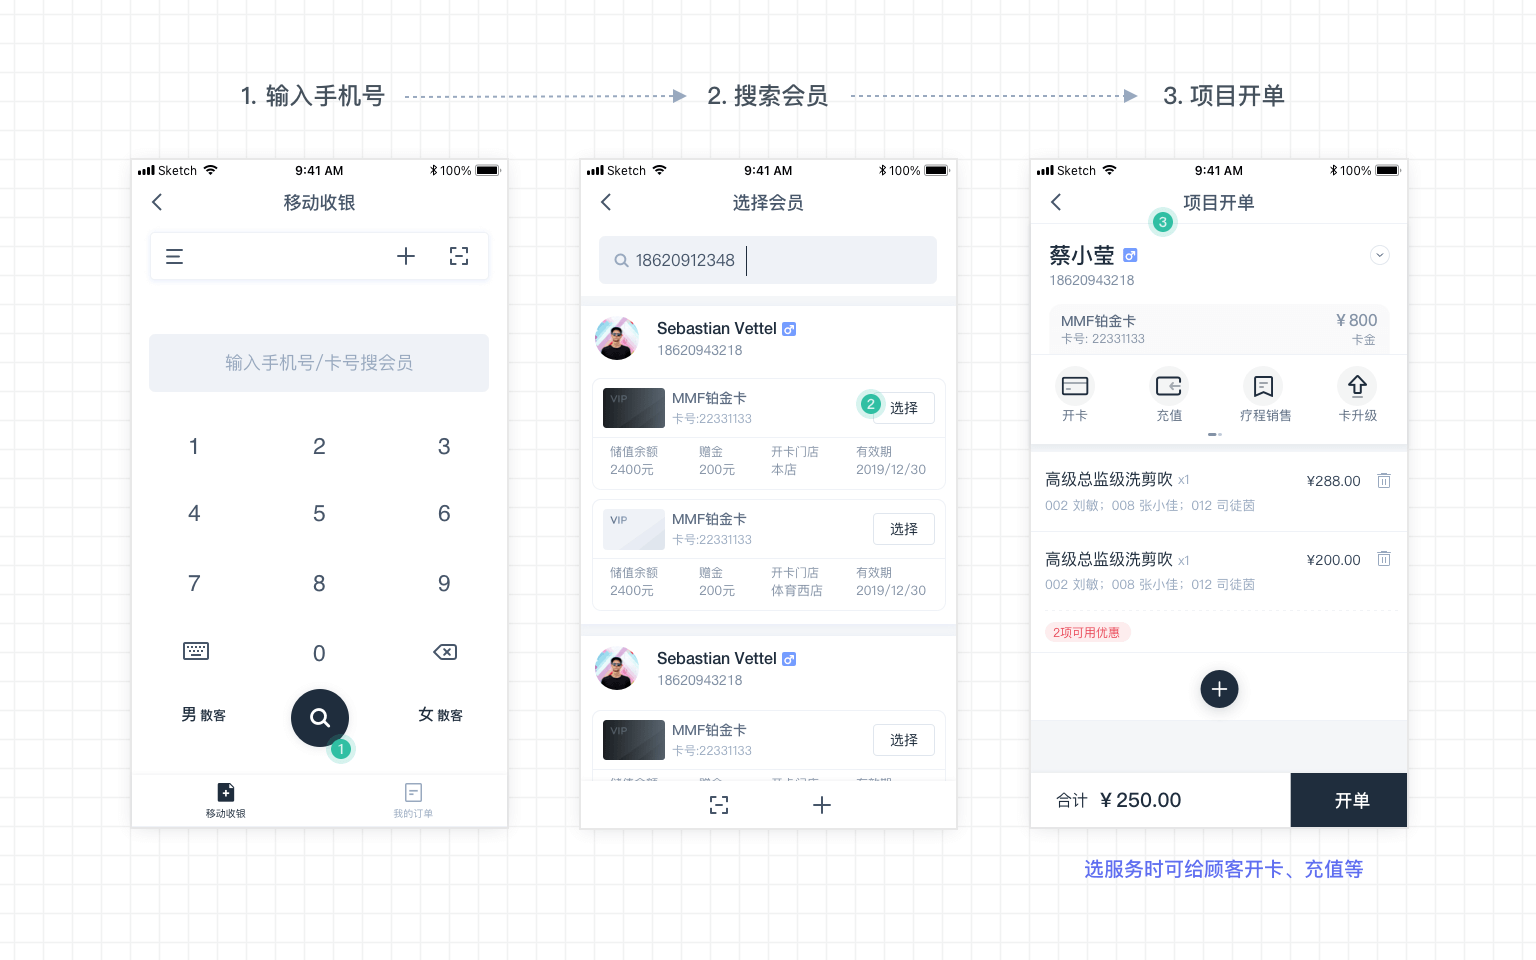 1. 输入手机号
2. 搜索会员
3. 项目开单
Sketch 9:41 AM 100%
移动收银
输入手机号/卡号搜会员
1 2 3
4 5 6
7 8 9
0
男 散客
女 散客
1
移动收银
我的订单
Sketch 9:41 AM 100%
选择会员
18620912348
Sebastian Vettel
18620943218
VIP
MMF铂金卡
卡号:22331133
2
选择
储值余额 赠金 开卡门店 有效期
2400元 200元 本店 2019/12/30
VIP
MMF铂金卡
卡号:22331133
选择
储值余额 赠金 开卡门店 有效期
2400元 200元 体育西店 2019/12/30
Sebastian Vettel
18620943218
VIP
MMF铂金卡
卡号:22331133
选择
储值余额 赠金 开卡门店 有效期
Sketch 9:41 AM 100%
项目开单
3
蔡小莹
18620943218
MMF铂金卡 ¥ 800
卡号: 22331133 卡金
开卡 充值 疗程销售 卡升级
高级总监级洗剪吹 x1 ¥288.00
002 刘敏；008 张小佳；012 司徒茵
高级总监级洗剪吹 x1 ¥200.00
002 刘敏；008 张小佳；012 司徒茵
2项可用优惠
合计 ¥ 250.00 开单
选服务时可给顾客开卡、充值等